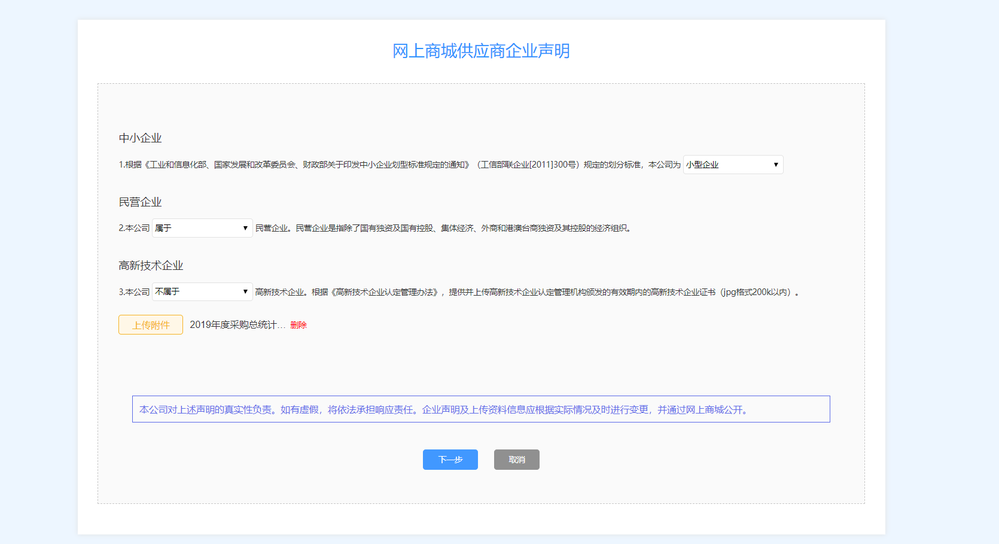 网上商城供应商企业声明
中小企业
1.根据《工业和信息化部、国家发展和改革委员会、财政部关于印发中小企业划型标准规定的通知》（工信部联企业[2011]300号）规定的划分标准，本公司为 小型企业
民营企业
2.本公司 属于 民营企业。民营企业是指除了国有独资及国有控股、集体经济、外商和港澳台商独资及其控股的经济组织。
高新技术企业
3.本公司 不属于 高新技术企业。根据《高新技术企业认定管理办法》，提供并上传高新技术企业认定管理机构颁发的有效期内的高新技术企业证书（jpg格式200k以内）。
上传附件 2019年度采购总统计... 删除
本公司对上述声明的真实性负责。如有虚假，将依法承担响应责任。企业声明及上传资料信息应根据实际情况及时进行变更，并通过网上商城公开。
下一步 取消